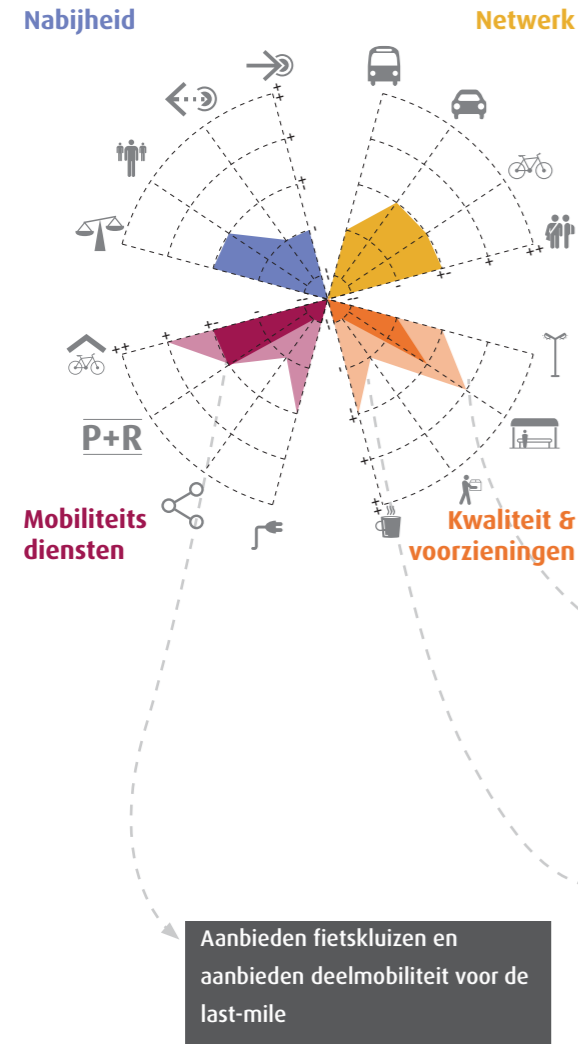 Nabijheid
Netwerk
P+R
Mobiliteits
diensten
Kwaliteit &
voorzieningen
Aanbieden fietskluizen en
aanbieden deelmobiliteit voor de
last-mile